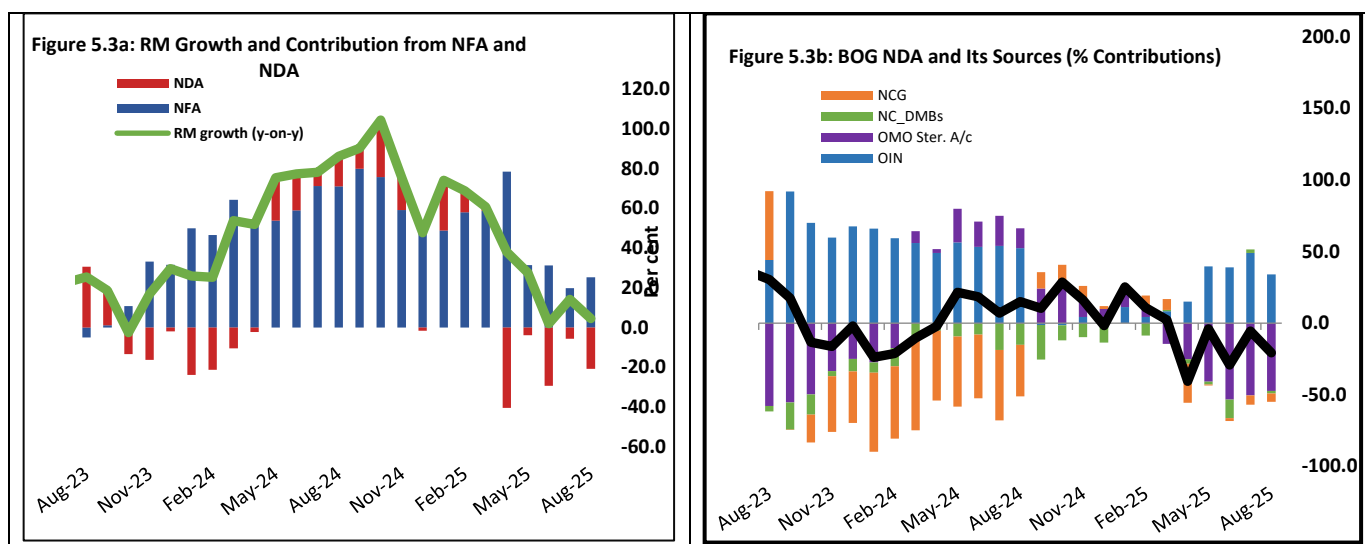 Figure 5.3a: RM Growth and Contribution from NFA and
NDA
NDA
NFA
RM growth (y-on-y)
120.0
100.0
80.0
60.0
40.0
20.0
0.0
-20.0
-40.0
-60.0
Per cent
Aug-23
Nov-23
Feb-24
May-24
Aug-24
Nov-24
Feb-25
May-25
Aug-25
Figure 5.3b: BOG NDA and Its Sources (% Contributions)
NCG
NC_DMBs
OMO Ster. A/c
OIN
200.0
150.0
100.0
50.0
0.0
-50.0
-100.0
Aug-23
Nov-23
Feb-24
May-24
Aug-24
Nov-24
Feb-25
May-25
Aug-25